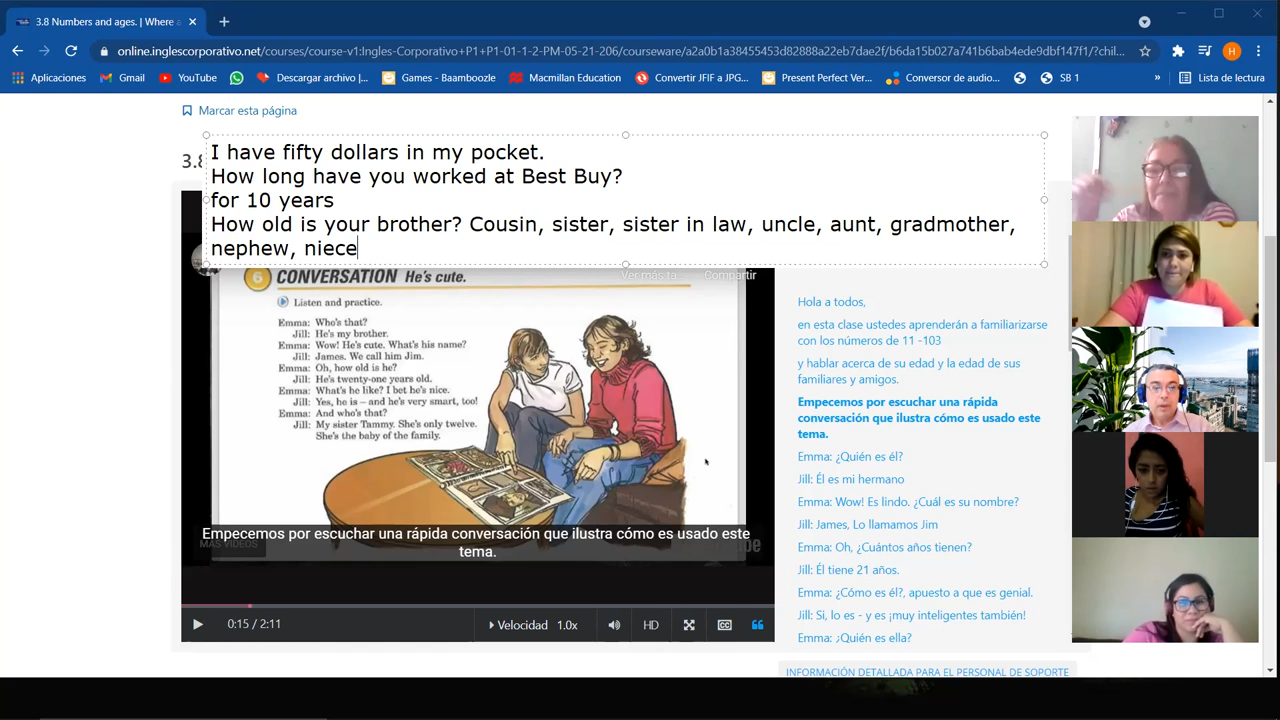 3.8 Numbers and ages. | Where
online.inglescorporativo.net/courses/course-v1:Ingles-Corporativo+P1+P1-01-1-2-PM-05-21-206/courseware/a2a0b1a38455453d82888a22eb7dae2f/b6da15b027a741b6bab4ede9dbf147f1/?chil...
H
Aplicaciones
Gmail
YouTube
Descargar archivo |...
Games - Baamboozle
Macmillan Education
Convertir JFIF a JPG...
Present Perfect Ver...
Conversor de audio...
SB 1
»
Lista de lectura
Marcar esta página
3.8
I have fifty dollars in my pocket.
How long have you worked at Best Buy?
for 10 years
How old is your brother? Cousin, sister, sister in law, uncle, aunt, gradmother,
nephew, niece
Ver más ta...
Compartir
6 CONVERSATION He's cute.
Listen and practice.
Emma: Who's that?
Jill: He's my brother.
Emma: Wow! He's cute. What's his name?
Jill: James. We call him Jim.
Emma: Oh, how old is he?
Jill: He's twenty-one years old.
Emma: What's he like? I bet he's nice.
Jill: Yes, he is – and he's very smart, too!
Emma: And who's that?
Jill: My sister Tammy. She's only twelve.
She's the baby of the family.
Empecemos por escuchar una rápida conversación que ilustra cómo es usado este
tema.
MÁS VÍDEOS
0:15 / 2:11
Velocidad 1.0x
HD
Hola a todos,
en esta clase ustedes aprenderán a familiarizarse
con los números de 11 -103
y hablar acerca de su edad y la edad de sus
familiares y amigos.
Empecemos por escuchar una rápida
conversación que ilustra cómo es usado este
tema.
Emma: ¿Quién es él?
Jill: Él es mi hermano
Emma: Wow! Es lindo. ¿Cuál es su nombre?
Jill: James, Lo llamamos Jim
Emma: Oh, ¿Cuántos años tienen?
Jill: Él tiene 21 años.
Emma: ¿Cómo es él?, apuesto a que es genial.
Jill: Si, lo es - y es ¡muy inteligentes también!
Emma: ¿Quién es ella?
INFORMACIÓN DETALLADA PARA EL PERSONAL DE SOPORTE